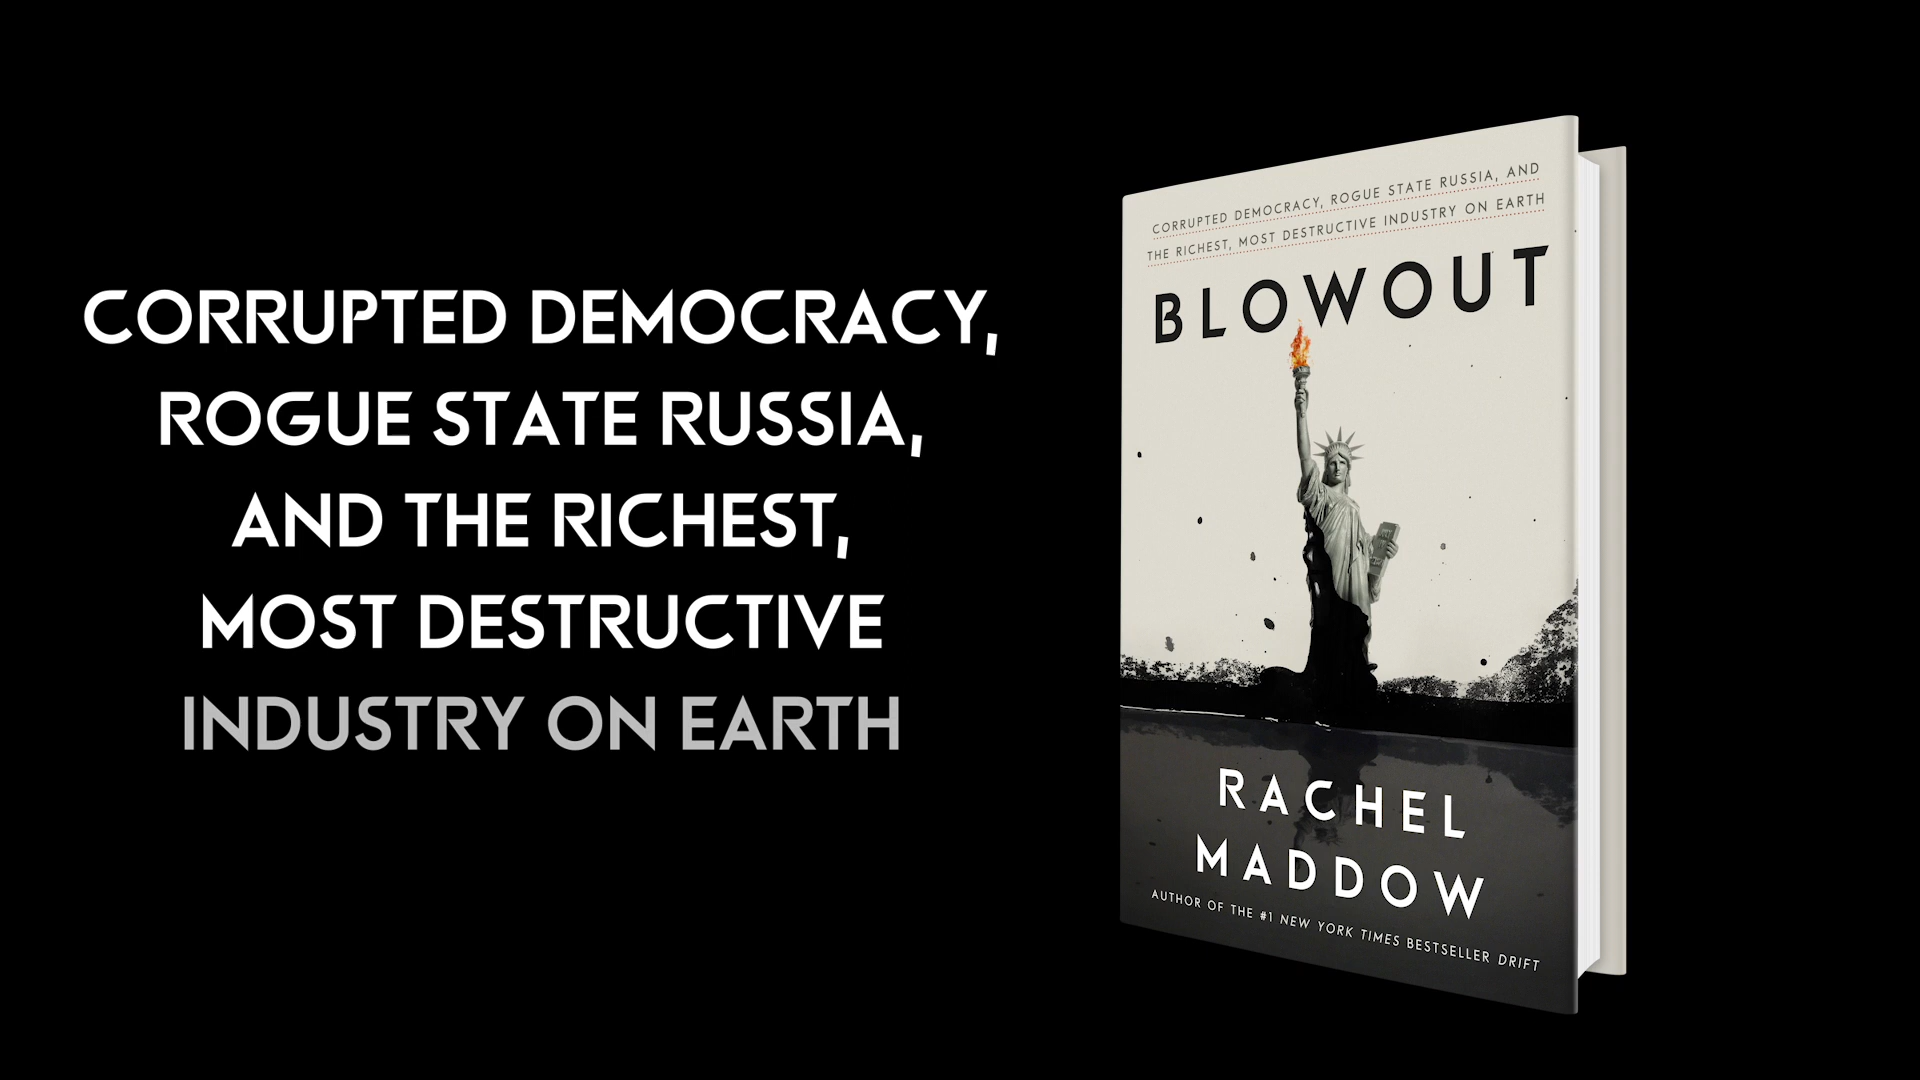 CORRUPTED DEMOCRACY,
ROGUE STATE RUSSIA,
AND THE RICHEST,
MOST DESTRUCTIVE
INDUSTRY ON EARTH
CORRUPTED DEMOCRACY, ROGUE STATE RUSSIA, AND
THE RICHEST, MOST DESTRUCTIVE INDUSTRY ON EARTH
BLOWOUT
RACHEL
MADDOW
AUTHOR OF THE #1 NEW YORK TIMES BESTSELLER DRIFT